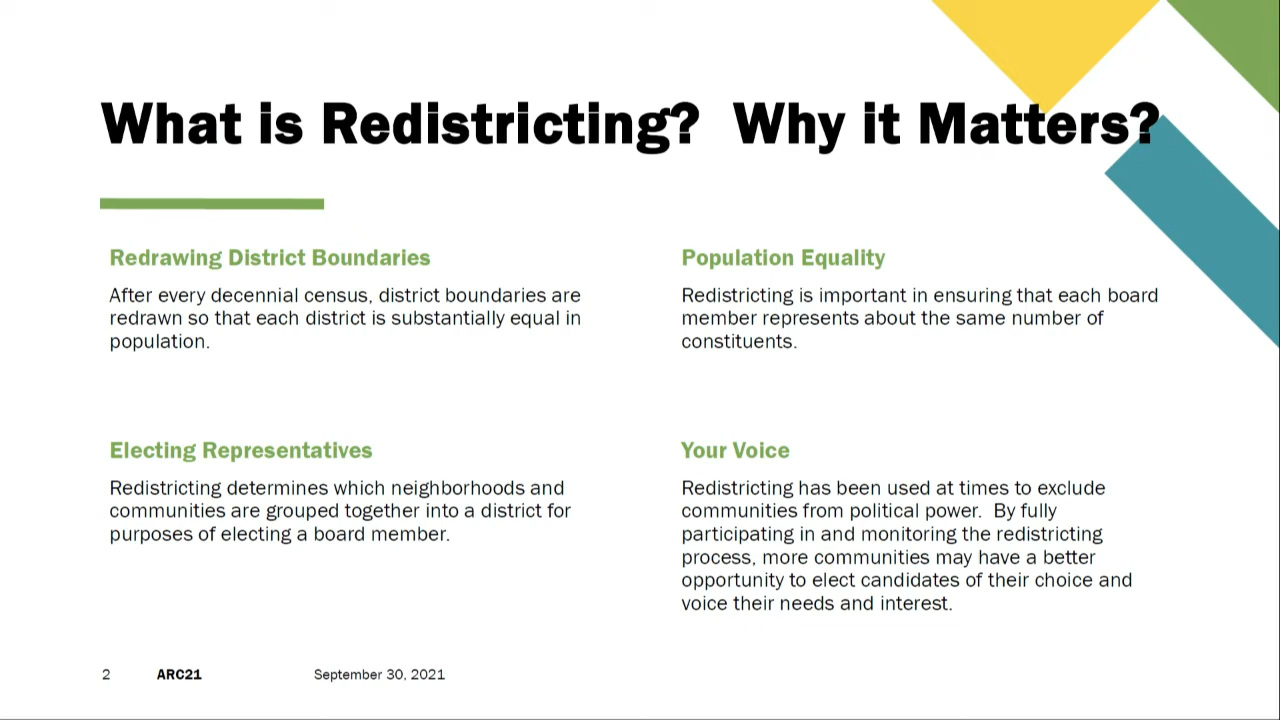 What is Redistricting?  Why it Matters?
Redrawing District Boundaries
After every decennial census, district boundaries are
redrawn so that each district is substantially equal in
population.
Population Equality
Redistricting is important in ensuring that each board
member represents about the same number of
constituents.
Electing Representatives
Redistricting determines which neighborhoods and
communities are grouped together into a district for
purposes of electing a board member.
Your Voice
Redistricting has been used at times to exclude
communities from political power.  By fully
participating in and monitoring the redistricting
process, more communities may have a better
opportunity to elect candidates of their choice and
voice their needs and interest.
2 ARC21 September 30, 2021